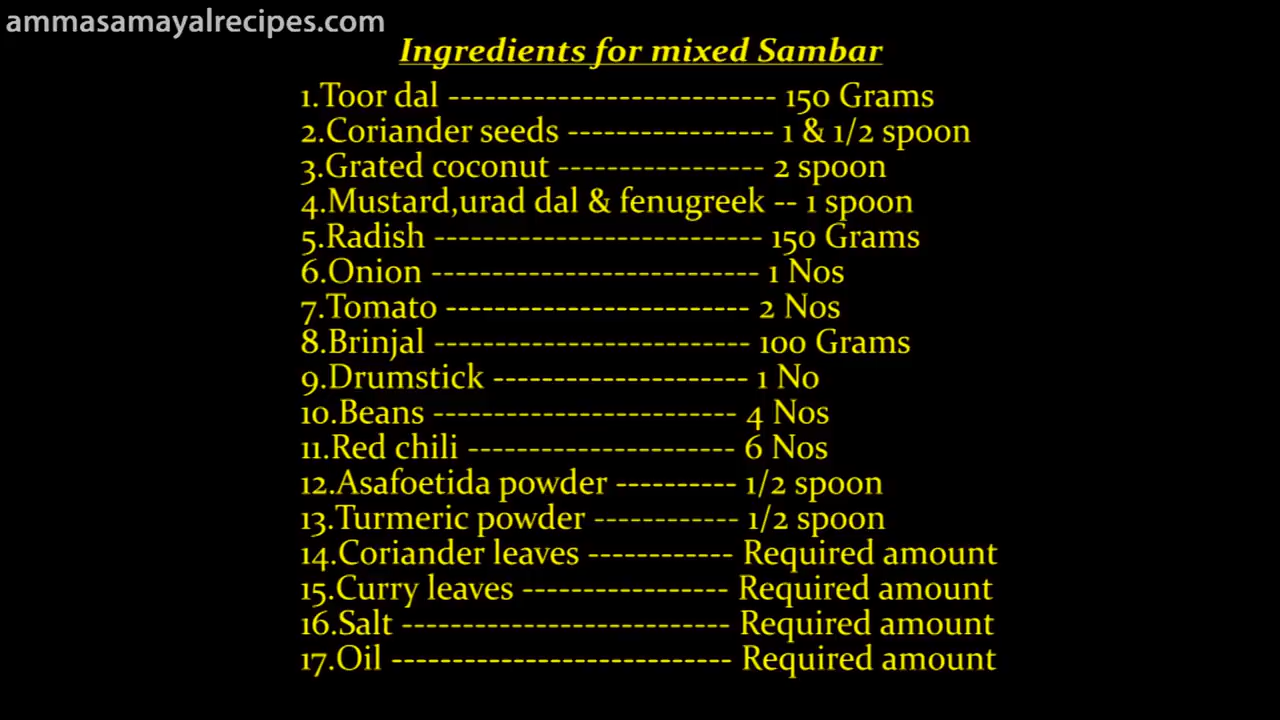 ammasamayalrecipes.com
Ingredients for mixed Sambar
1.Toor dal --------------------------- 150 Grams
2.Coriander seeds ----------------- 1 & 1/2 spoon
3.Grated coconut ----------------- 2 spoon
4.Mustard,urad dal & fenugreek -- 1 spoon
5.Radish --------------------------- 150 Grams
6.Onion --------------------------- 1 Nos
7.Tomato ------------------------- 2 Nos
8.Brinjal -------------------------- 100 Grams
9.Drumstick --------------------- 1 No
10.Beans ------------------------- 4 Nos
11.Red chili ---------------------- 6 Nos
12.Asafoetida powder ---------- 1/2 spoon
13.Turmeric powder ------------ 1/2 spoon
14.Coriander leaves ------------ Required amount
15.Curry leaves ----------------- Required amount
16.Salt --------------------------- Required amount
17.Oil ---------------------------- Required amount